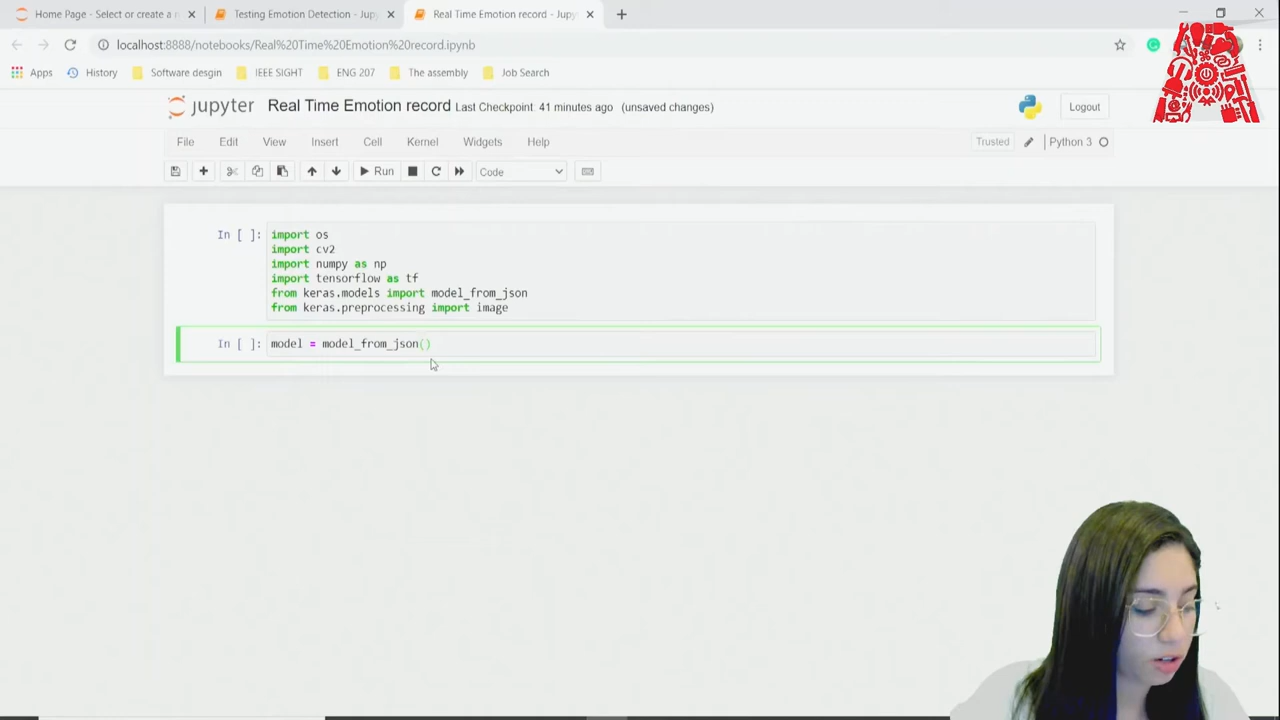 Home Page - Select or create a n
Testing Emotion Detection - Jup
Real Time Emotion record - Jupy
localhost:8888/notebooks/Real%20Time%20Emotion%20record.ipynb
Apps
History
Software desgin
IEEE SIGHT
ENG 207
The assembly
Job Search
jupyter
Real Time Emotion record Last Checkpoint: 41 minutes ago (unsaved changes)
Logout
File
Edit
View
Insert
Cell
Kernel
Widgets
Help
Trusted
Python 3
Run
Code
In [ ]:
import os
import cv2
import numpy as np
import tensorflow as tf
from keras.models import model_from_json
from keras.preprocessing import image
In [ ]:
model = model_from_json()